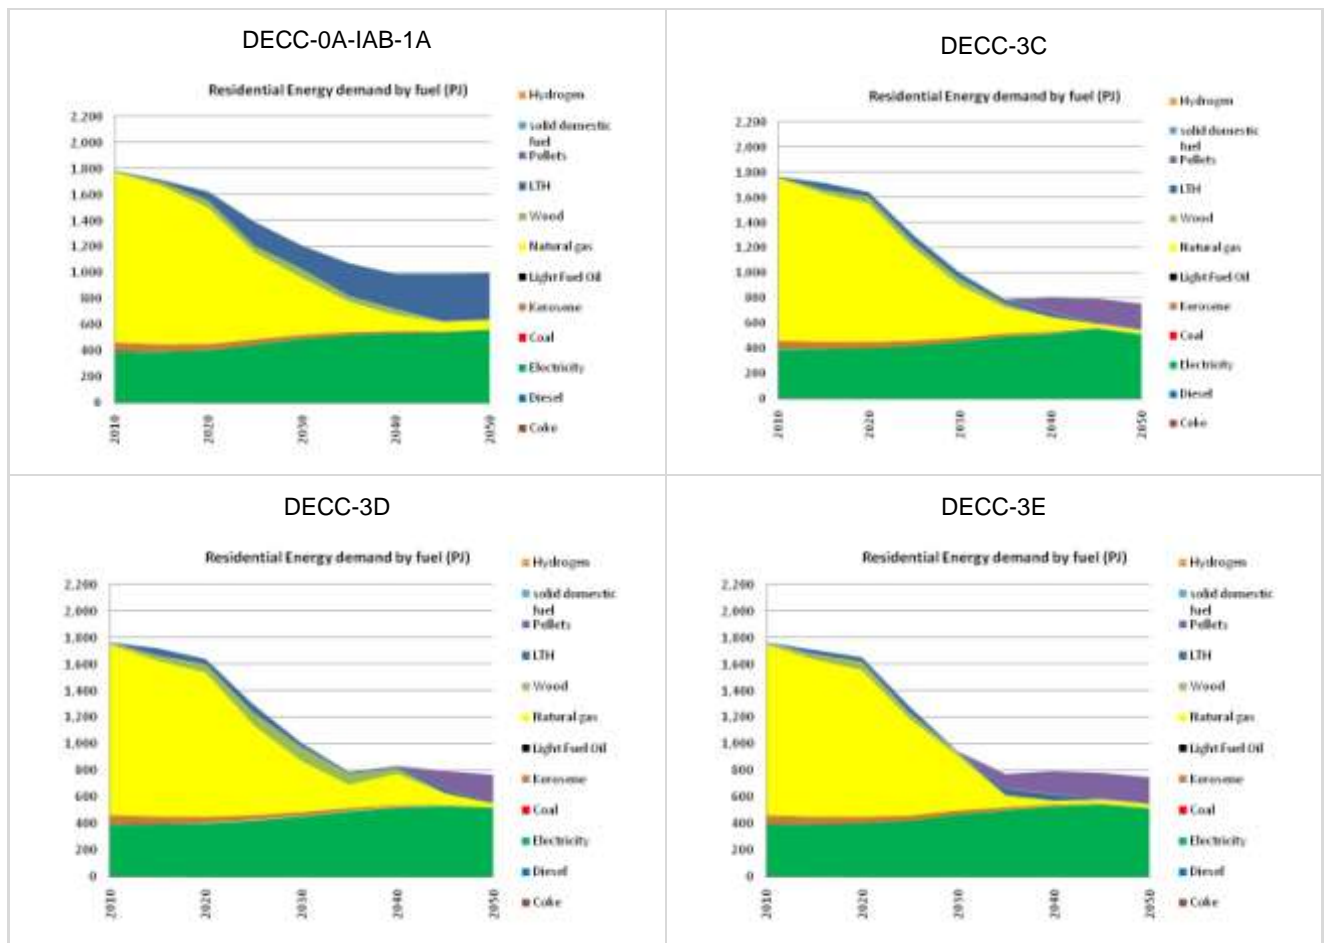 DECC-0A-IAB-1A
Residential Energy demand by fuel (PJ)
2,200
2,000
1,800
1,600
1,400
1,200
1,000
800
600
400
200
0
2010
2020
2030
2040
2050
Hydrogen
solid domestic
fuel
Pellets
LTH
Wood
Natural gas
Light Fuel Oil
Kerosene
Coal
Electricity
Diesel
Coke
DECC-3C
Residential Energy demand by fuel (PJ)
2,200
2,000
1,800
1,600
1,400
1,200
1,000
800
600
400
200
0
2010
2020
2030
2040
2050
Hydrogen
solid domestic
fuel
Pellets
LTH
Wood
Natural gas
Light Fuel Oil
Kerosene
Coal
Electricity
Diesel
Coke
DECC-3D
Residential Energy demand by fuel (PJ)
2,200
2,000
1,800
1,600
1,400
1,200
1,000
800
600
400
200
0
2010
2020
2030
2040
2050
Hydrogen
solid domestic
fuel
Pellets
LTH
Wood
Natural gas
Light Fuel Oil
Kerosene
Coal
Electricity
Diesel
Coke
DECC-3E
Residential Energy demand by fuel (PJ)
2,200
2,000
1,800
1,600
1,400
1,200
1,000
800
600
400
200
0
2010
2020
2030
2040
2050
Hydrogen
solid domestic
fuel
Pellets
LTH
Wood
Natural gas
Light Fuel Oil
Kerosene
Coal
Electricity
Diesel
Coke